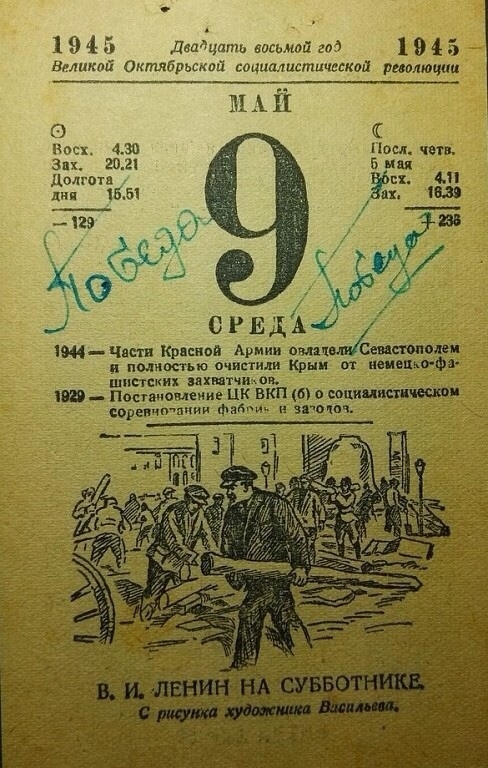 1945 Двадцать восьмой год 1945
Великой Октябрьской социалистической революции
МАЙ
Восх. 4.30
Зах. 20.21
Долгота
дня 15.51
— 129
9
Посл. четв.
5 мая
Восх. 4.11
Зах. 16.39
+ 236
Победа
Победа
СРЕДА
1944 — Части Красной Армии овладели Севастополем
и полностью очистили Крым от немецко-фа-
шистских захватчиков.
1929 — Постановление ЦК ВКП (б) о социалистическом
соревновании фабрик и заводов.
В. И. ЛЕНИН НА СУББОТНИКЕ.
С рисунка художника Васильева.